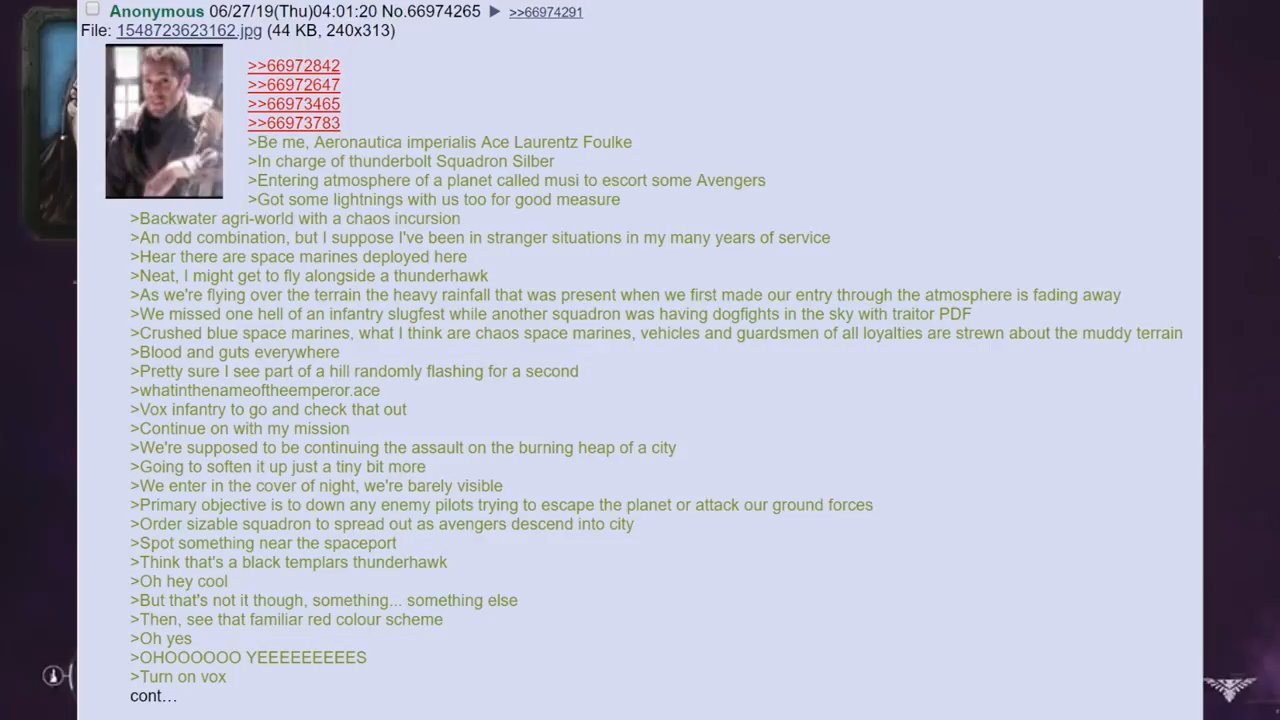 Anonymous 06/27/19(Thu)04:01:20 No.66974265 ▶ >>66974291
File: 1548723623162.jpg (44 KB, 240x313)
>>66972842
>>66972647
>>66973465
>>66973783
>Be me, Aeronautica imperialis Ace Laurentz Foulke
>In charge of thunderbolt Squadron Silber
>Entering atmosphere of a planet called musi to escort some Avengers
>Got some lightnings with us too for good measure
>Backwater agri-world with a chaos incursion
>An odd combination, but I suppose I've been in stranger situations in my many years of service
>Hear there are space marines deployed here
>Neat, I might get to fly alongside a thunderhawk
>As we're flying over the terrain the heavy rainfall that was present when we first made our entry through the atmosphere is fading away
>We missed one hell of an infantry slugfest while another squadron was having dogfights in the sky with traitor PDF
>Crushed blue space marines, what I think are chaos space marines, vehicles and guardsmen of all loyalties are strewn about the muddy terrain
>Blood and guts everywhere
>Pretty sure I see part of a hill randomly flashing for a second
>whatinthenameoftheemperor.ace
>Vox infantry to go and check that out
>Continue on with my mission
>We're supposed to be continuing the assault on the burning heap of a city
>Going to soften it up just a tiny bit more
>We enter in the cover of night, we're barely visible
>Primary objective is to down any enemy pilots trying to escape the planet or attack our ground forces
>Order sizable squadron to spread out as avengers descend into city
>Spot something near the spaceport
>Think that's a black templars thunderhawk
>Oh hey cool
>But that's not it though, something... something else
>Then, see that familiar red colour scheme
>Oh yes
>OHOOOOOO YEEEEEEEEES
>Turn on vox
cont…